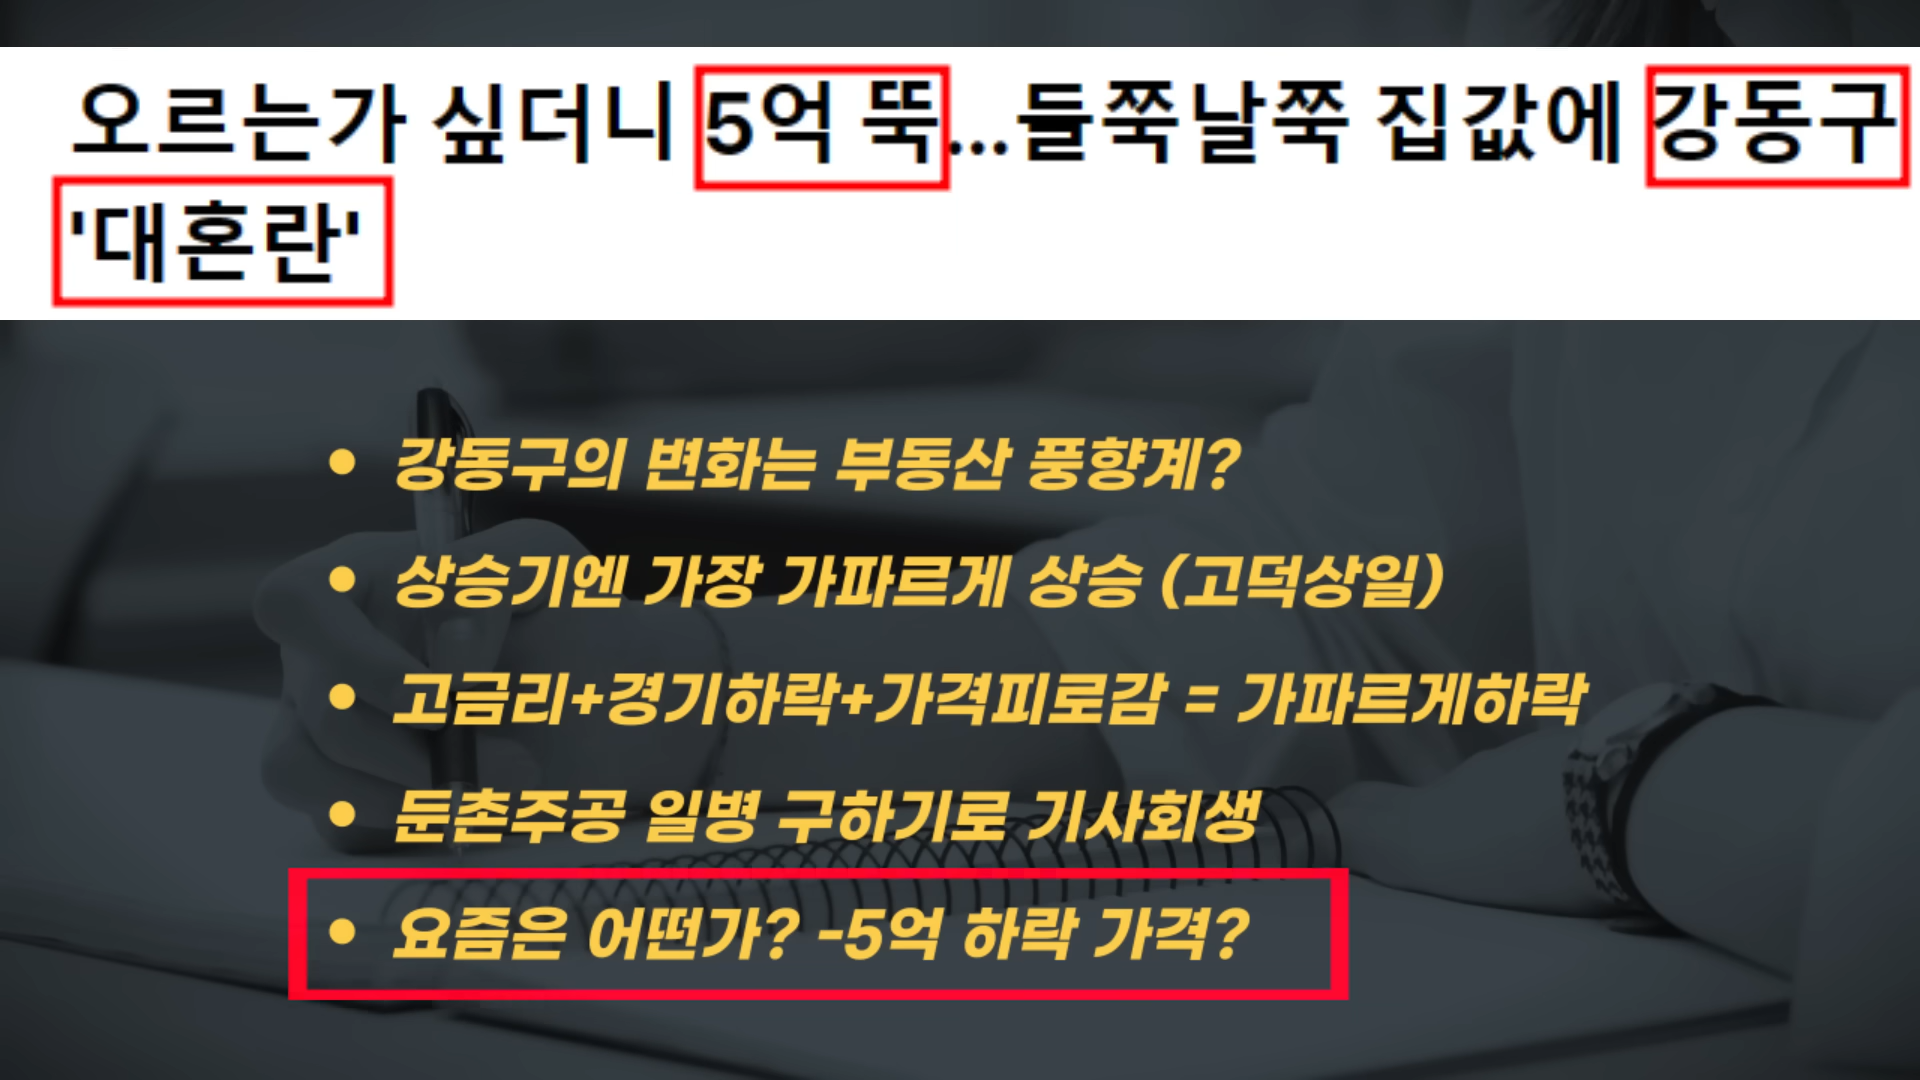 오르는가 싶더니 5억 뚝...들쭉날쭉 집값에 강동구
'대혼란'
• 강동구의 변화는 부동산 풍향계?
• 상승기엔 가장 가파르게 상승 (고덕상일)
• 고금리+경기하락+가격피로감 = 가파르게하락
• 둔촌주공 일병 구하기로 기사회생
• 요즘은 어떤가? -5억 하락 가격?